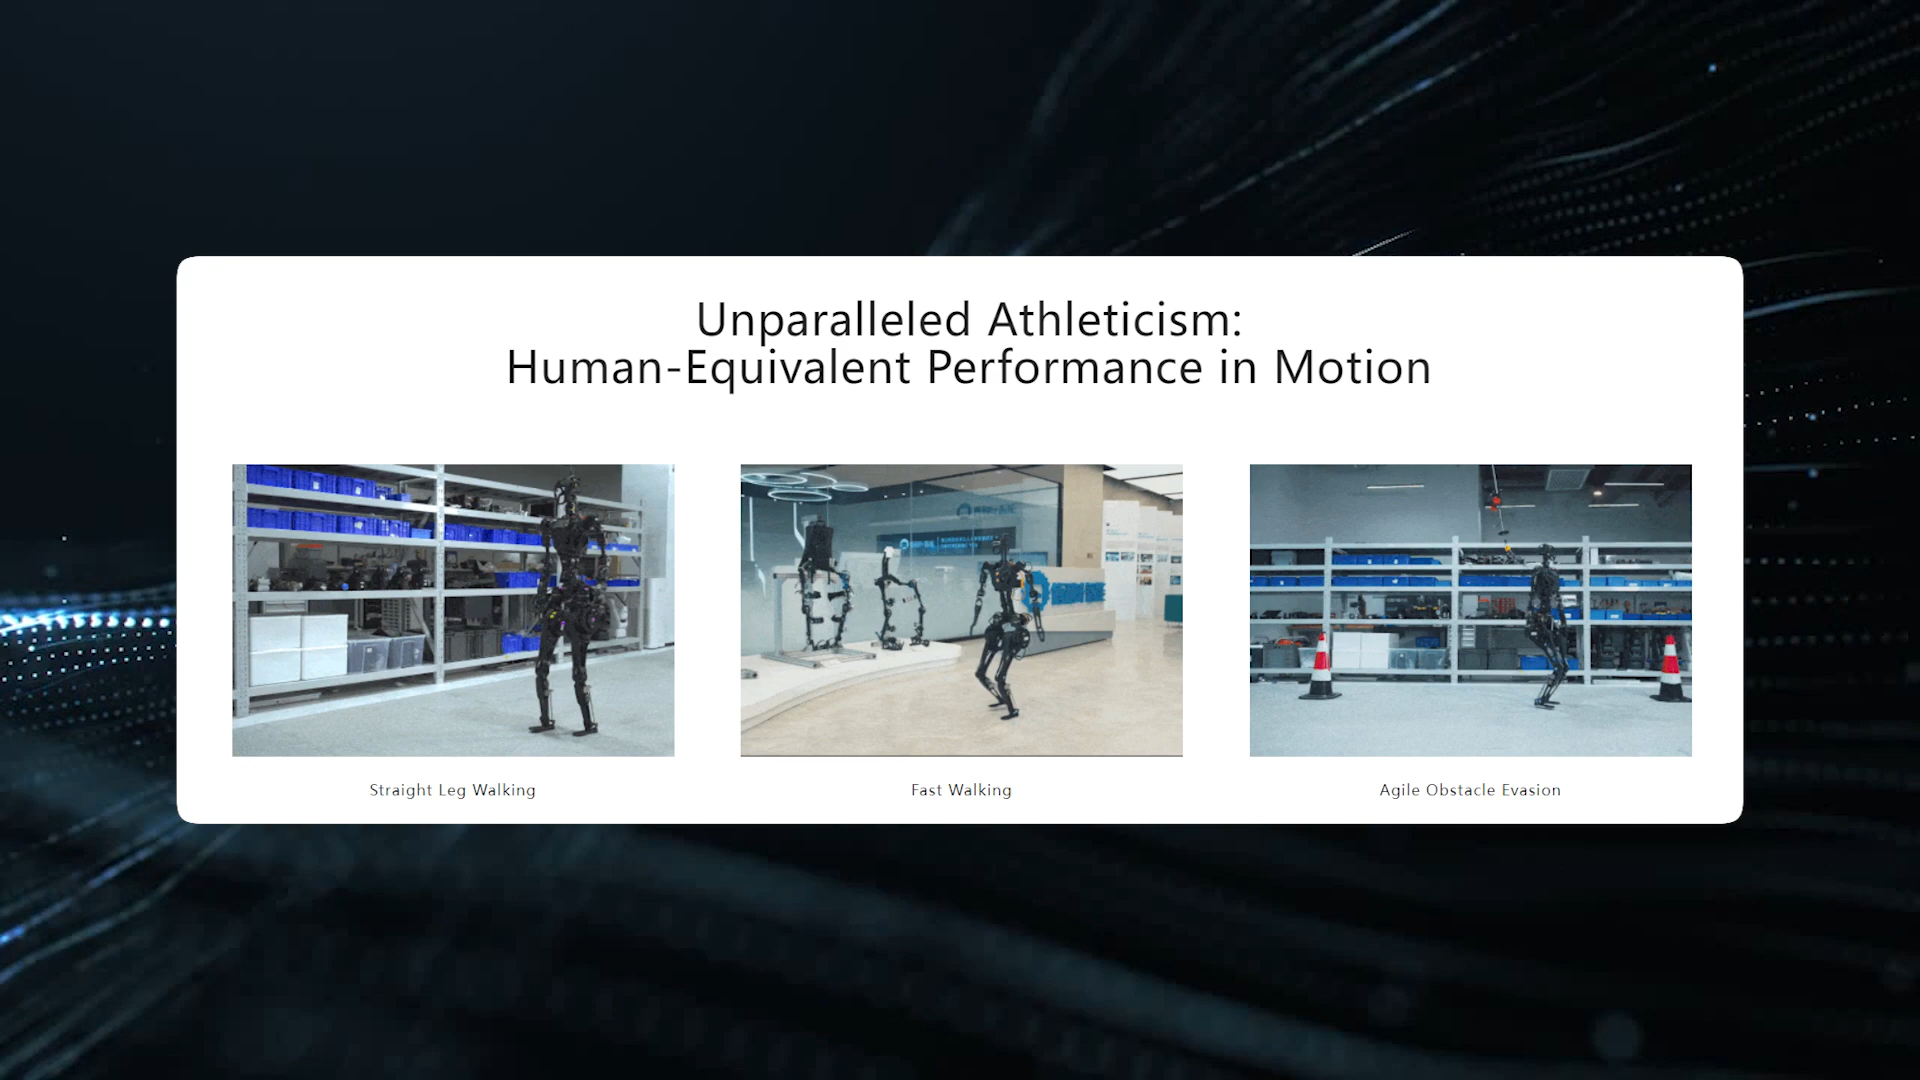 Unparalleled Athleticism:
Human-Equivalent Performance in Motion
Straight Leg Walking
Fast Walking
Agile Obstacle Evasion